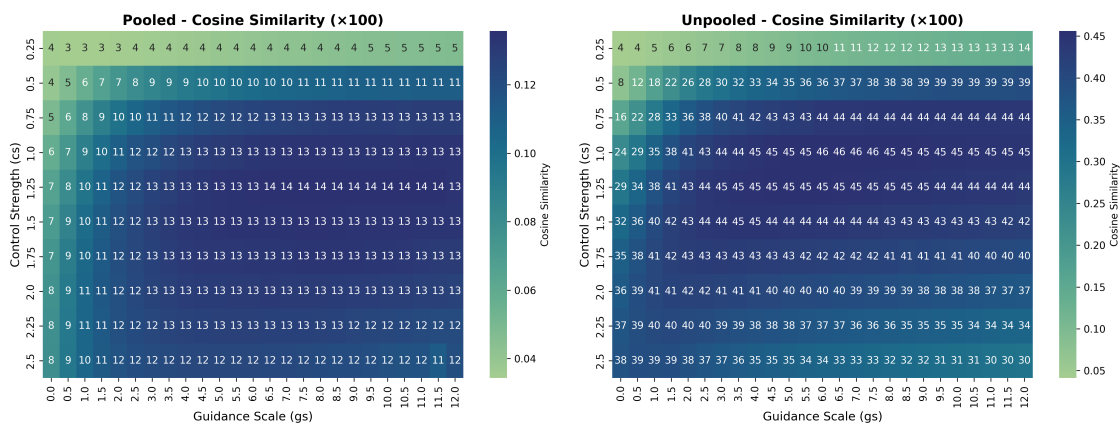 Pooled - Cosine Similarity (×100)
0.25 4 3 3 3 3 4 4 4 4 4 4 4 4 4 4 4 4 4 4 5 5 5 5 5 5
0.5 4 5 6 7 7 8 9 9 9 10 10 10 10 10 10 11 11 11 11 11 11 11 11 11 11
0.75 5 6 8 9 10 10 11 11 12 12 12 12 12 13 13 13 13 13 13 13 13 13 13 13 13
1.0 6 7 9 10 11 12 12 12 13 13 13 13 13 13 13 13 13 13 13 13 13 13 13 13 13
1.25 7 8 10 11 12 12 13 13 13 13 13 13 13 14 14 14 14 14 14 14 14 14 14 14 13
1.5 7 9 10 11 12 12 13 13 13 13 13 13 13 13 13 13 13 13 13 13 13 13 13 13 13
1.75 7 9 10 11 12 12 13 13 13 13 13 13 13 13 13 13 13 13 13 13 13 13 13 13 13
2.0 8 9 11 11 12 12 12 12 13 13 13 13 13 13 13 13 13 13 13 13 13 13 13 13 13
2.25 8 9 11 11 12 12 12 12 13 13 13 13 13 13 13 13 13 13 12 12 12 12 12 12 12
2.5 8 9 10 11 12 12 12 12 12 12 12 12 12 12 12 12 12 12 12 12 12 12 12 11 12
0.0 0.5 1.0 1.5 2.0 2.5 3.0 3.5 4.0 4.5 5.0 5.5 6.0 6.5 7.0 7.5 8.0 8.5 9.0 9.5 10.0 10.5 11.0 11.5 12.0
Guidance Scale (gs)
Control Strength (cs)
0.12
0.10
0.08
0.06
0.04
Cosine Similarity
Unpooled - Cosine Similarity (×100)
0.25 4 4 5 6 6 7 7 8 8 9 9 10 10 11 11 12 12 12 12 13 13 13 13 13 14
0.5 8 12 18 22 26 28 30 32 33 34 35 36 36 37 37 38 38 38 39 39 39 39 39 39 39
0.75 16 22 28 33 36 38 40 41 42 43 43 43 44 44 44 44 44 44 44 44 44 44 44 44 44
1.0 24 29 35 38 41 43 44 44 45 45 45 45 46 46 46 46 45 45 45 45 45 45 45 45 45
1.25 29 34 38 41 43 44 45 45 45 45 45 45 45 45 45 45 45 45 44 44 44 44 44 44 44
1.5 32 36 40 42 43 44 44 45 45 44 44 44 44 44 44 44 43 43 43 43 43 43 43 42 42
1.75 35 38 41 42 43 43 43 43 43 43 43 42 42 42 42 42 41 41 41 41 41 41 40 40 40
2.0 36 39 41 41 42 41 41 41 41 40 40 40 40 40 39 39 39 39 38 38 38 38 37 37 37
2.25 37 39 40 40 40 40 39 39 38 38 38 37 37 37 36 36 36 35 35 35 35 34 34 34 34
2.5 38 39 39 38 38 37 37 36 36 35 35 35 34 34 33 33 33 32 32 32 31 31 31 30 30
0.0 0.5 1.0 1.5 2.0 2.5 3.0 3.5 4.0 4.5 5.0 5.5 6.0 6.5 7.0 7.5 8.0 8.5 9.0 9.5 10.0 10.5 11.0 11.5 12.0
Guidance Scale (gs)
Control Strength (cs)
0.45
0.40
0.35
0.30
0.25
0.20
0.15
0.10
0.05
Cosine Similarity